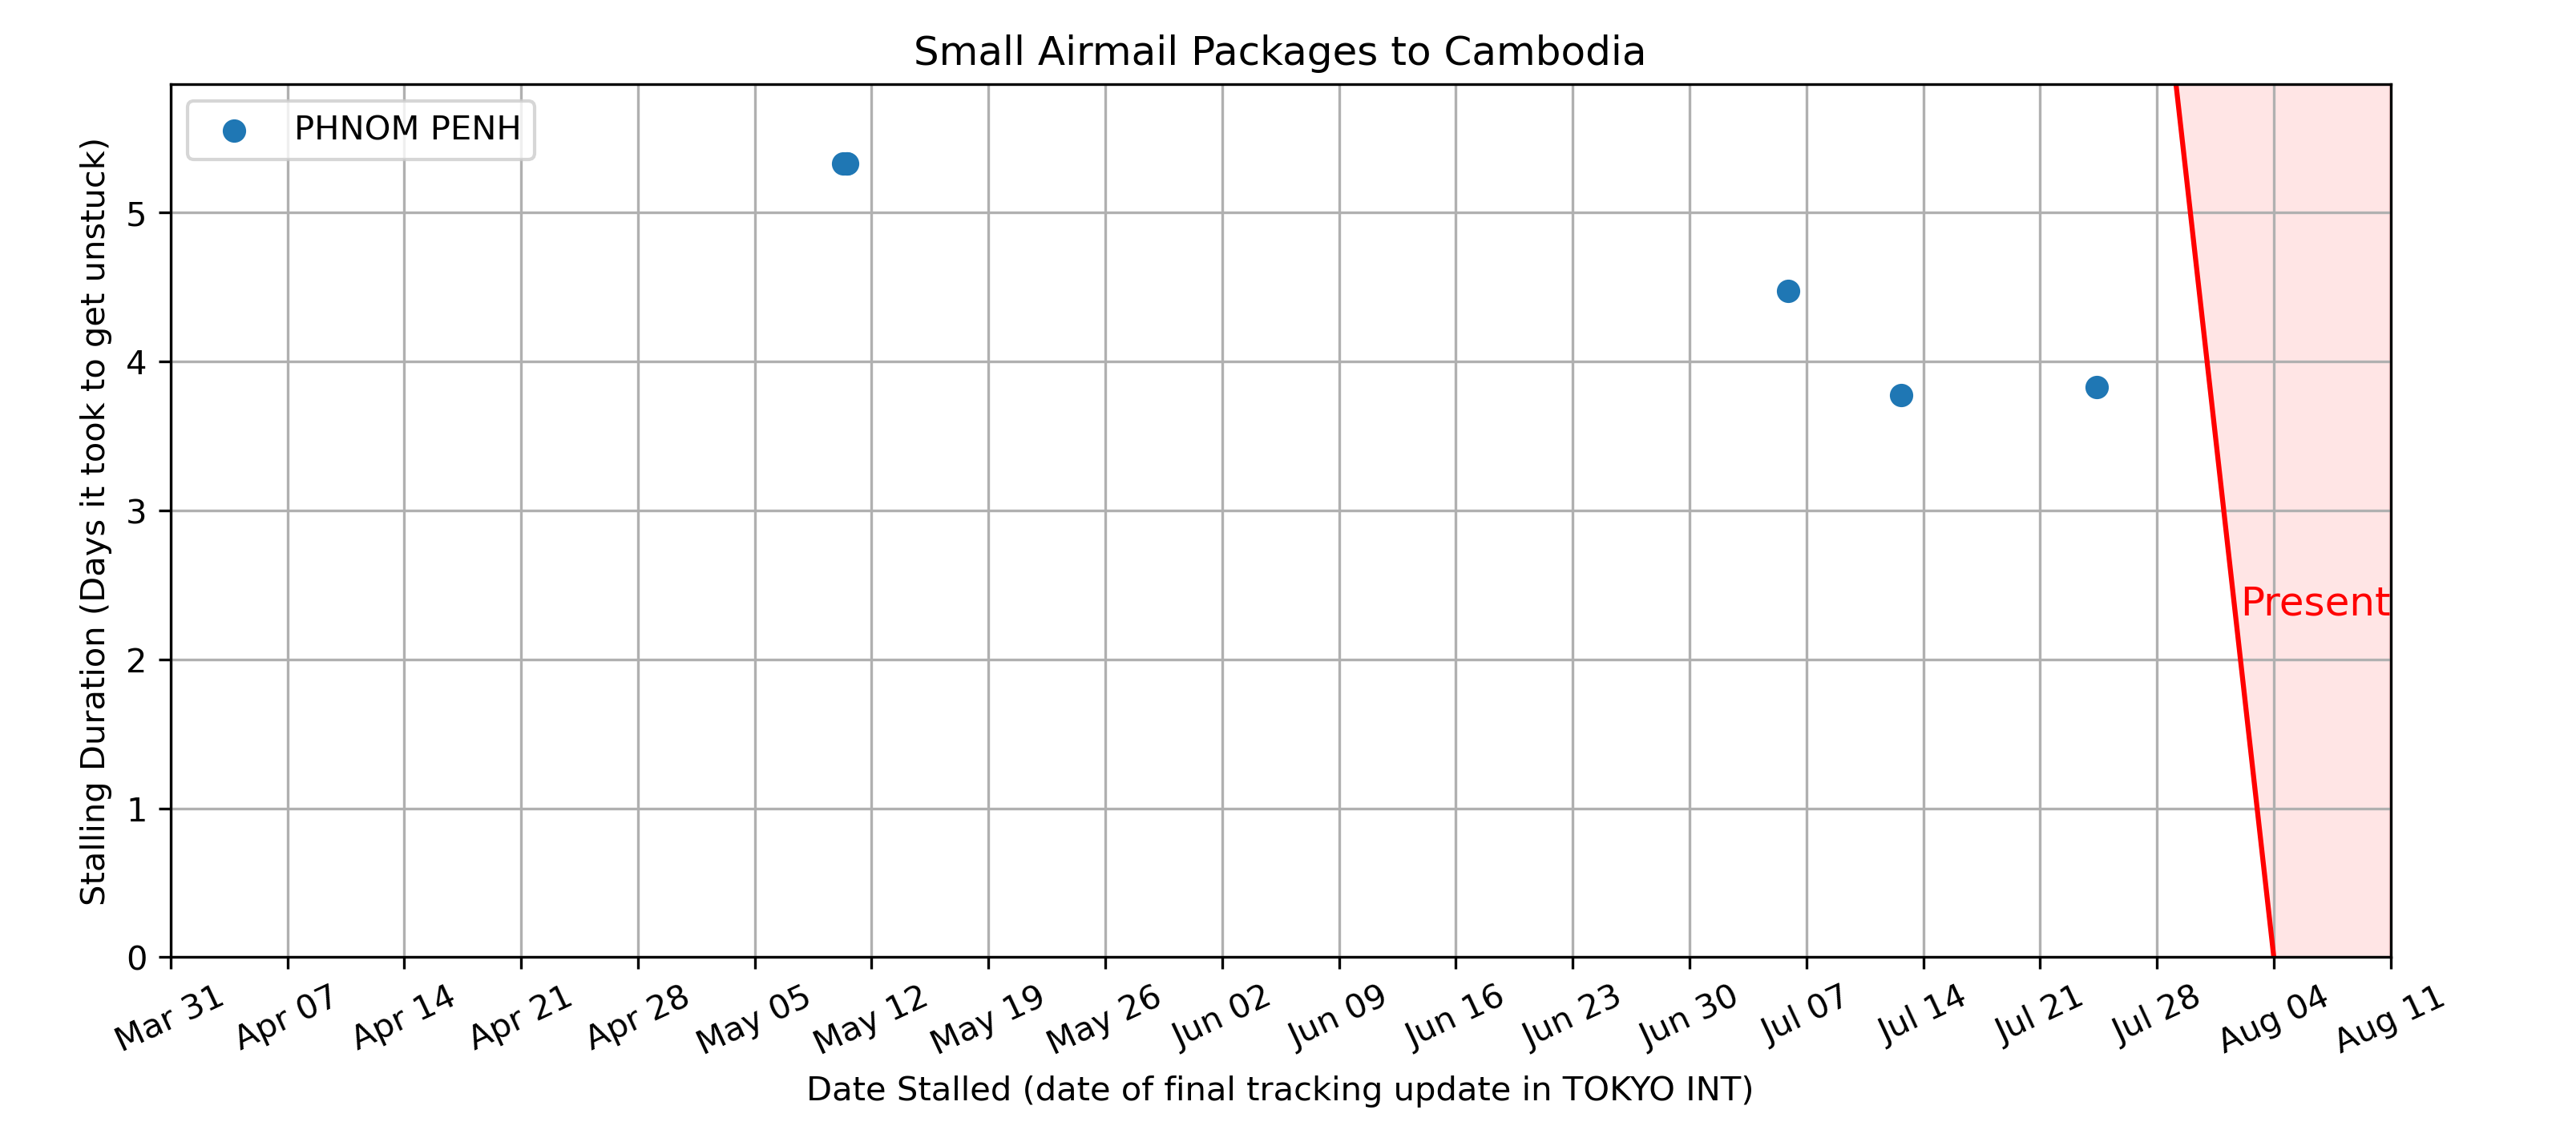 Small Airmail Packages to Cambodia
PHNOM PENH
Stalling Duration (Days it took to get unstuck)
5
4
3
2
1
0
Present
Mar 31
Apr 07
Apr 14
Apr 21
Apr 28
May 05
May 12
May 19
May 26
Jun 02
Jun 09
Jun 16
Jun 23
Jun 30
Jul 07
Jul 14
Jul 21
Jul 28
Aug 04
Aug 11
Date Stalled (date of final tracking update in TOKYO INT)